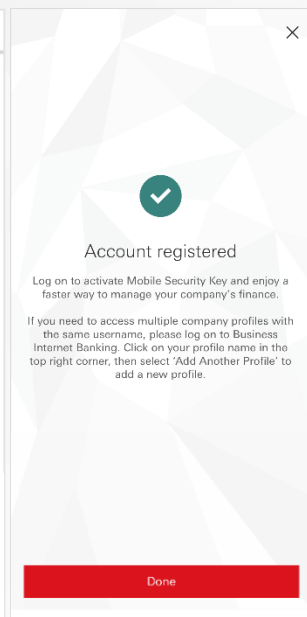 Account registered
Log on to activate Mobile Security Key and enjoy a
faster way to manage your company's finance.
If you need to access multiple company profiles with
the same username, please log on to Business
Internet Banking. Click on your profile name in the
top right corner, then select 'Add Another Profile' to
add a new profile.
Done